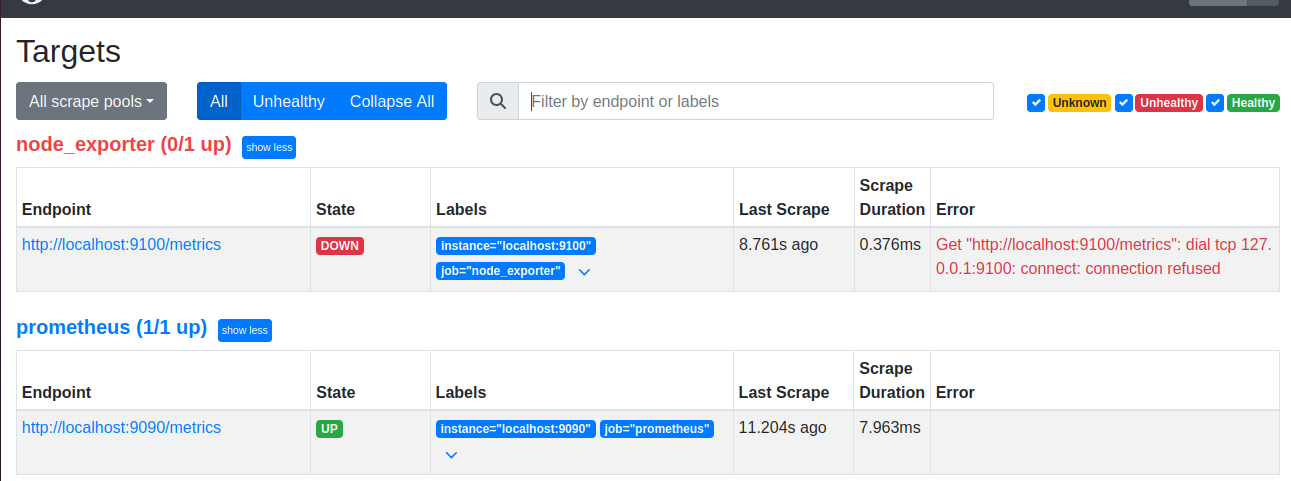 Targets
All scrape pools All Unhealthy Collapse All Filter by endpoint or labels Unknown Unhealthy Healthy
node_exporter (0/1 up) show less
Endpoint State Labels Last Scrape Scrape Duration Error
http://localhost:9100/metrics DOWN instance="localhost:9100" 8.761s ago 0.376ms Get "http://localhost:9100/metrics": dial tcp 127.
job="node_exporter" 0.0.1:9100: connect: connection refused
prometheus (1/1 up) show less
Endpoint State Labels Last Scrape Scrape Duration Error
http://localhost:9090/metrics UP instance="localhost:9090" job="prometheus" 11.204s ago 7.963ms